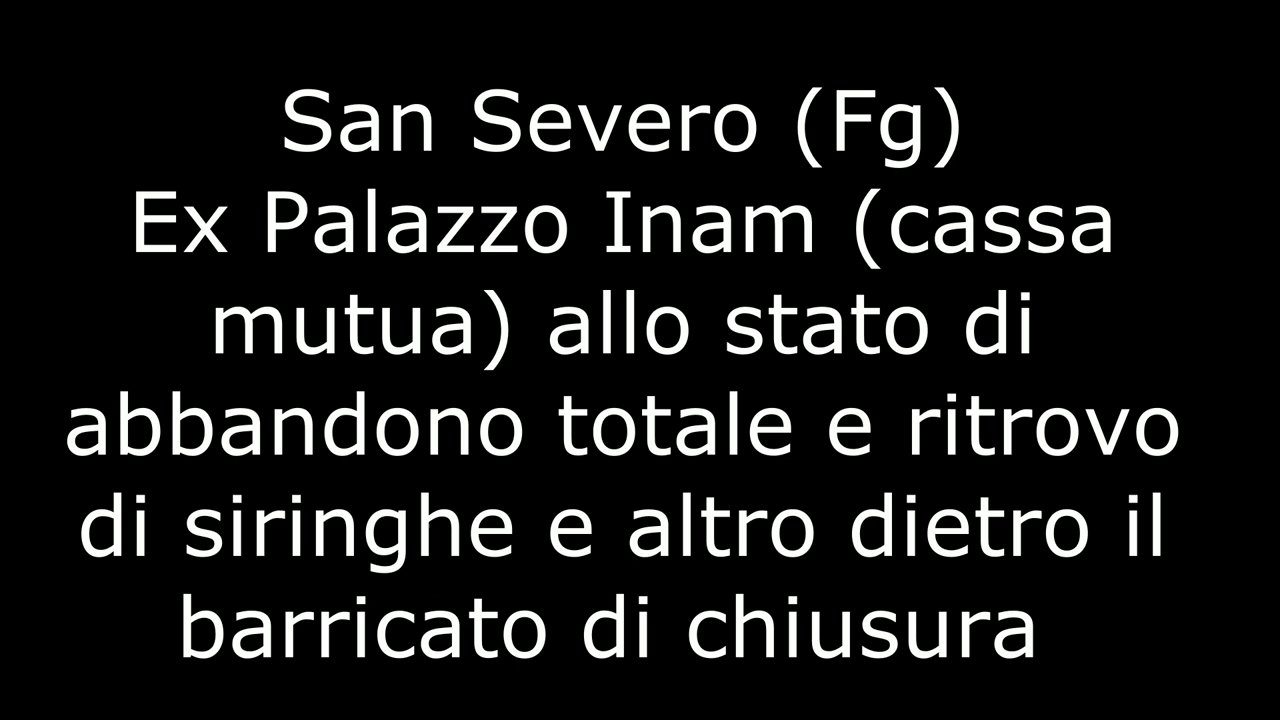 San Severo (Fg)
Ex Palazzo Inam (cassa
mutua) allo stato di
abbandono totale e ritrovo
di siringhe e altro dietro il
barricato di chiusura